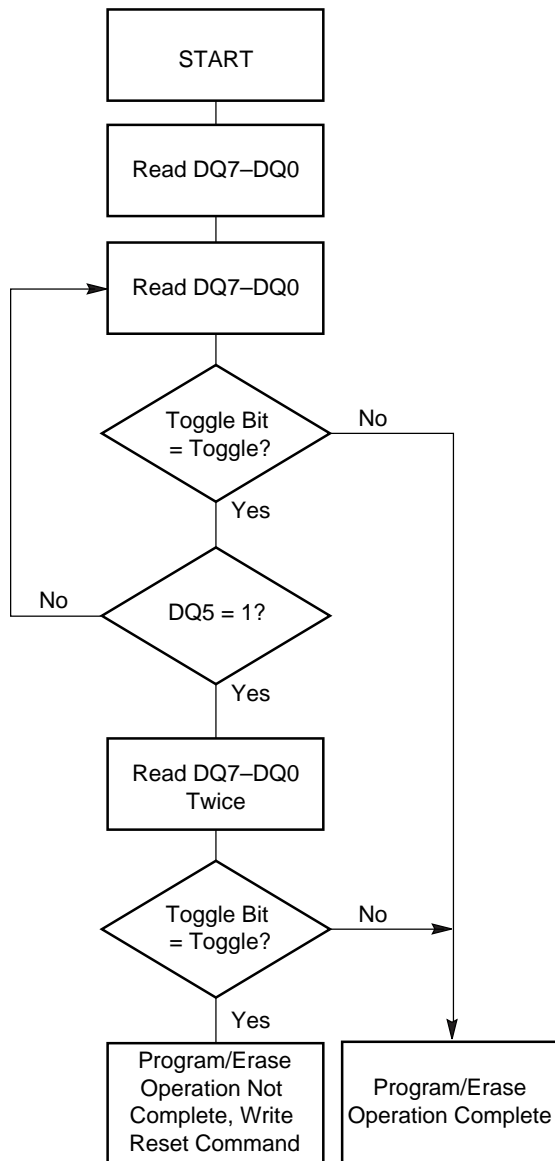 START
Read DQ7–DQ0
Read DQ7–DQ0
Toggle Bit
= Toggle?
No
Yes
No
DQ5 = 1?
Yes
Read DQ7–DQ0
Twice
Toggle Bit
= Toggle?
No
Yes
Program/Erase
Operation Not
Complete, Write
Reset Command
Program/Erase
Operation Complete